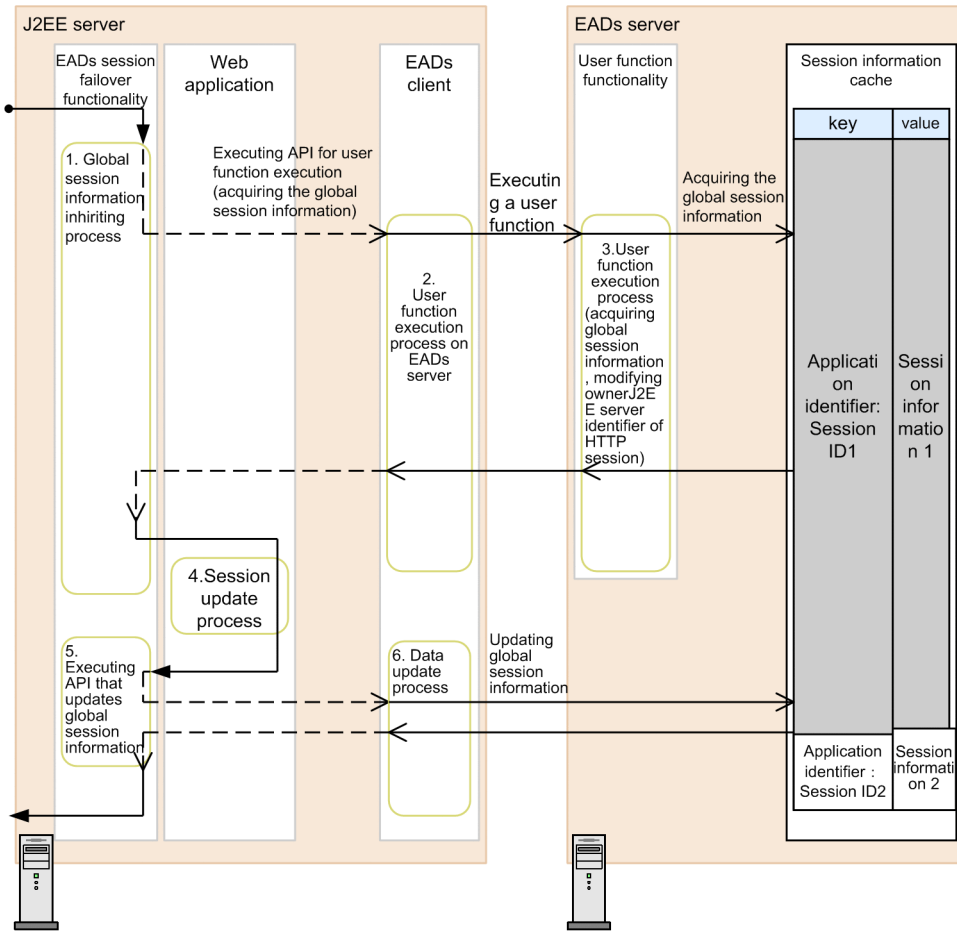 J2EE server
EADs server
EADs session
failover
functionality
Web
application
EADs
client
User function
functionality
Session information
cache
key
value
1. Global
session
information
inhiriting
process
Executing API for user
function execution
(acquiring the global
session information)
Executin
g a user
function
Acquiring the
global session
information
2.
User
function
execution
process on
EADs
server
3.User
function
execution
process
(acquiring
global
session
information
, modifying
ownerJ2E
E server
identifier of
HTTP
session)
Applicati
on
identifier:
Session
ID1
Sessi
on
infor
matio
n 1
4.Session
update
process
5.
Executing
API that
updates
global
session
information
6. Data
update
process
Updating
global
session
information
Application
identifier :
Session ID2
Session
informati
on 2